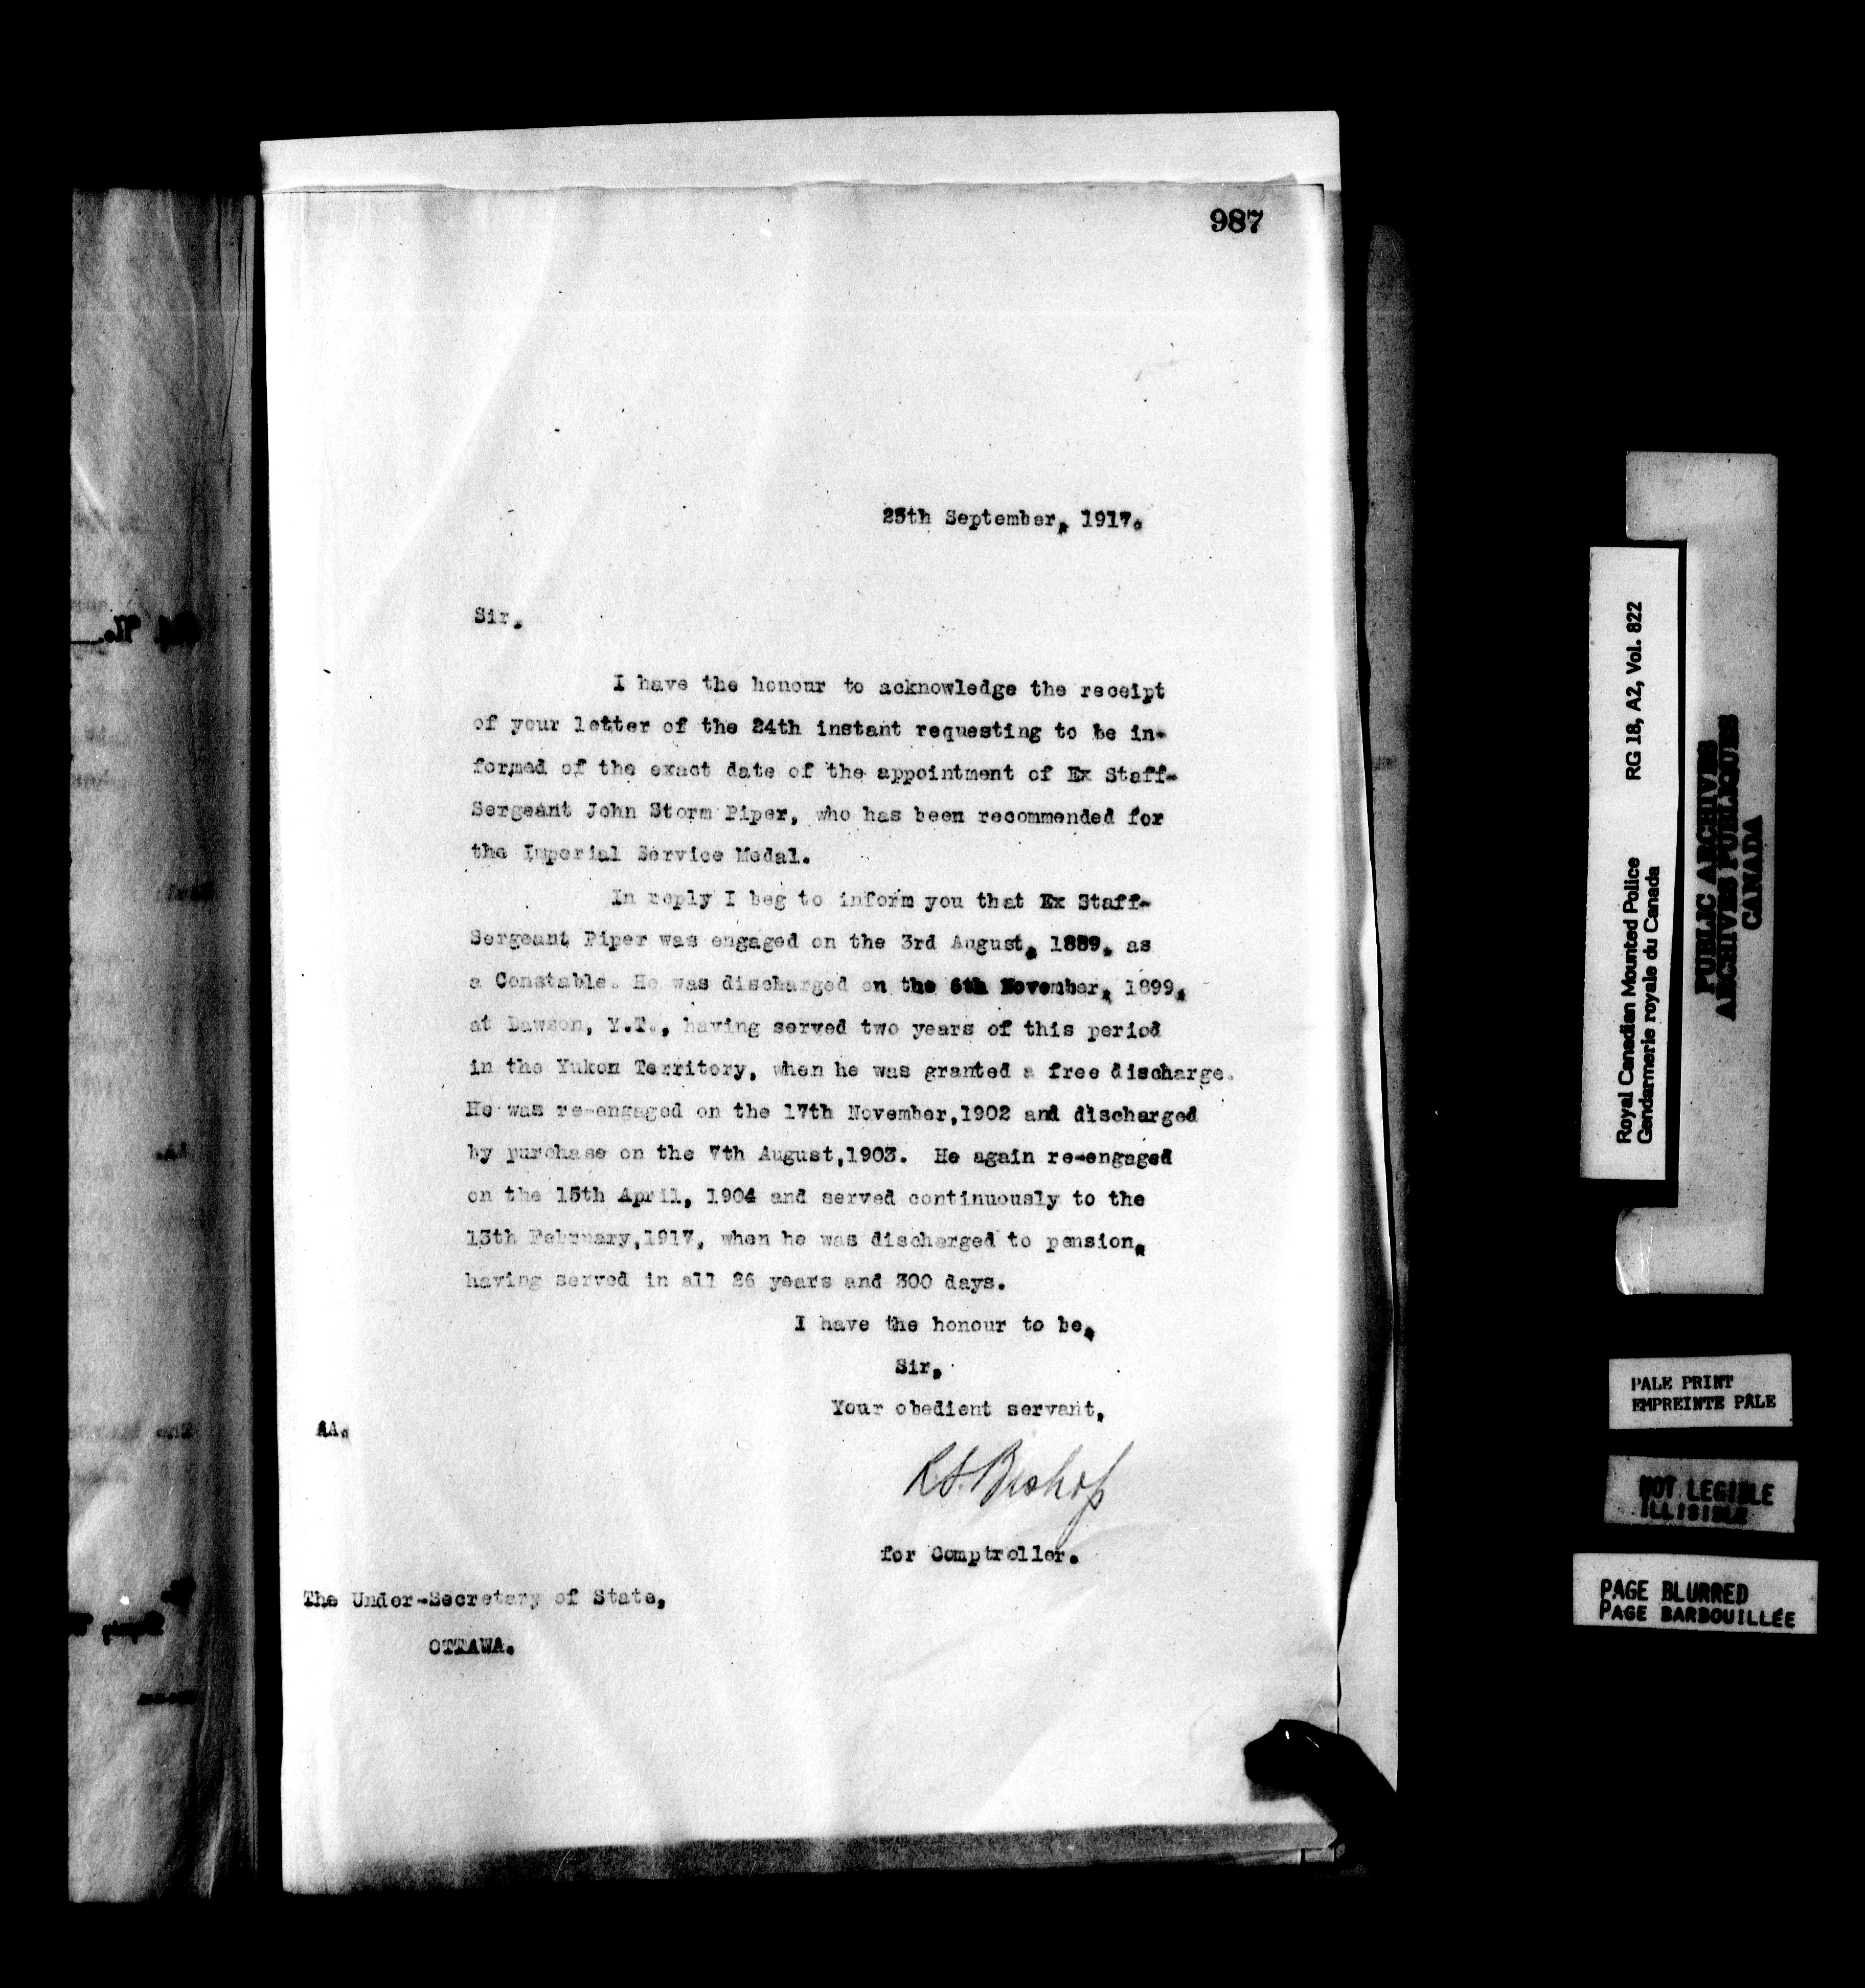 987
25th September, 1917.
Sir,
I have the honour to acknowledge the receipt
of your letter of the 24th instant requesting to be in-
formed of the exact date of the appointment of Ex Staff-
Sergeant John Storm Piper, who has been recommended for
the Imperial Service Medal.
In reply I beg to inform you that Ex Staff-
Sergeant Piper was engaged on the 3rd August, 1889, as
a Constable. He was discharged on the 6th November, 1899,
at Dawson, Y.T., having served two years of this period
in the Yukon Territory, when he was granted a free discharge.
He was re-engaged on the 17th November,1902 and discharged
by purchase on the 7th August,1903. He again re-engaged
on the 15th April, 1904 and served continuously to the
13th February,1917, when he was discharged to pension,
having served in all 26 years and 300 days.
I have the honour to be,
Sir,
Your obedient servant,
AA.
R.S. Bishop
for Comptroller.
The Under-Secretary of State,
OTTAWA.
Royal Canadian Mounted Police RG 18, A2, Vol. 822
Gendarmerie royale du Canada
PUBLIC ARCHIVES
ARCHIVES PUBLIQUES
CANADA
PALE PRINT
EMPREINTE PÂLE
NOT LEGIBLE
ILLISIBLE
PAGE BLURRED
PAGE BARBOUILLÉE